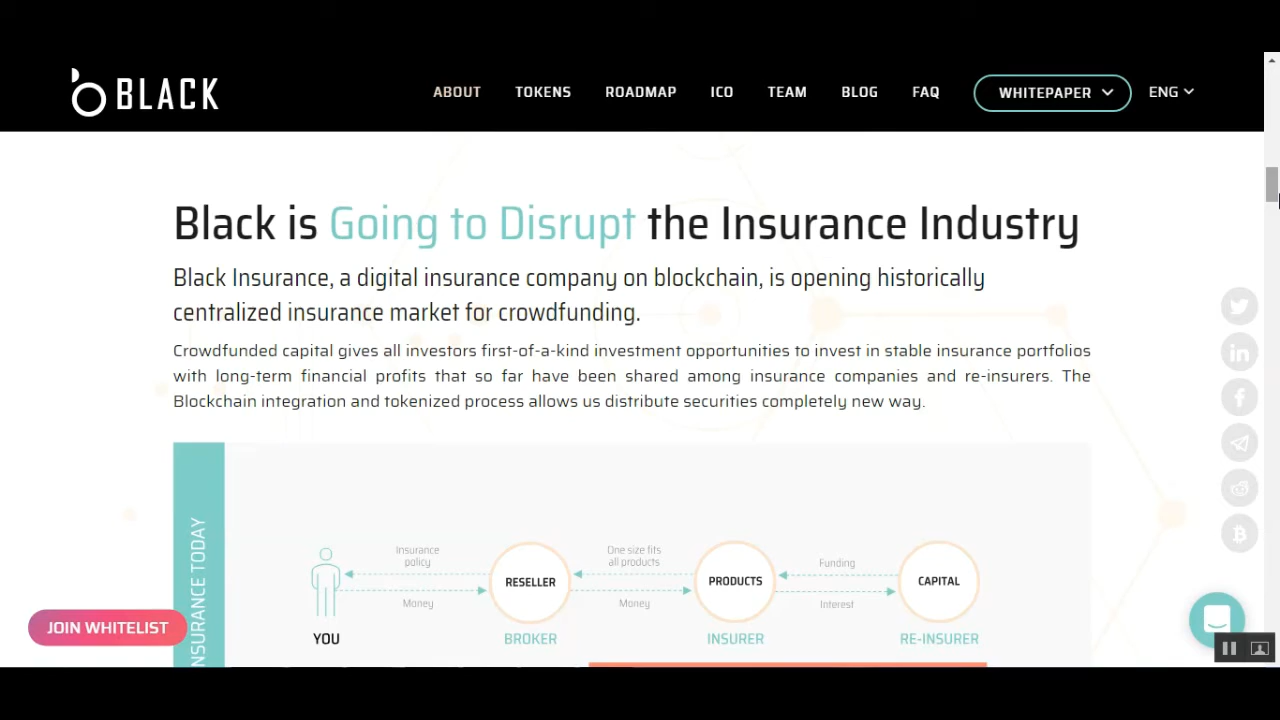 BLACK
ABOUT TOKENS ROADMAP ICO TEAM BLOG FAQ WHITEPAPER ENG
Black is Going to Disrupt the Insurance Industry
Black Insurance, a digital insurance company on blockchain, is opening historically
centralized insurance market for crowdfunding.
Crowdfunded capital gives all investors first-of-a-kind investment opportunities to invest in stable insurance portfolios
with long-term financial profits that so far have been shared among insurance companies and re-insurers. The
Blockchain integration and tokenized process allows us distribute securities completely new way.
NSURANCE TODAY
Insurance
policy
Money
One size fits
all products
Money
Funding
Interest
RESELLER
PRODUCTS
CAPITAL
YOU
BROKER
INSURER
RE-INSURER
JOIN WHITELIST